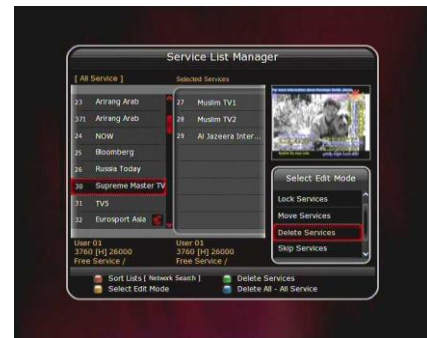 Service List Manager
[ All Service ]
Selected Services
23 Arirang Arab
371 Arirang Arab
24 NOW
25 Bloomberg
26 Russia Today
30 Supreme Master TV
31 TV5
32 Eurosport Asia
27 Muslim TV1
28 Muslim TV2
29 Al Jazeera Inter...
Select Edit Mode
Lock Services
Move Services
Delete Services
Skip Services
User 01
3760 [H] 26000
Free Service /
User 01
3760 [H] 26000
Free Service /
Sort Lists [ Network Search ]
Delete Services
Select Edit Mode
Delete All - All Service